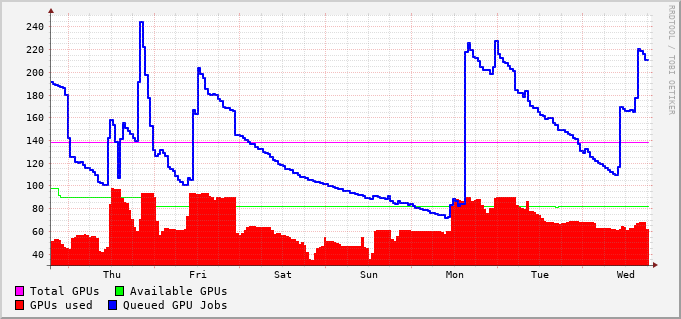 RRDTOOL / TOBI OETIKER
240
220
200
180
160
140
120
100
80
60
40
Thu Fri Sat Sun Mon Tue Wed
Total GPUs Available GPUs
GPUs used Queued GPU Jobs